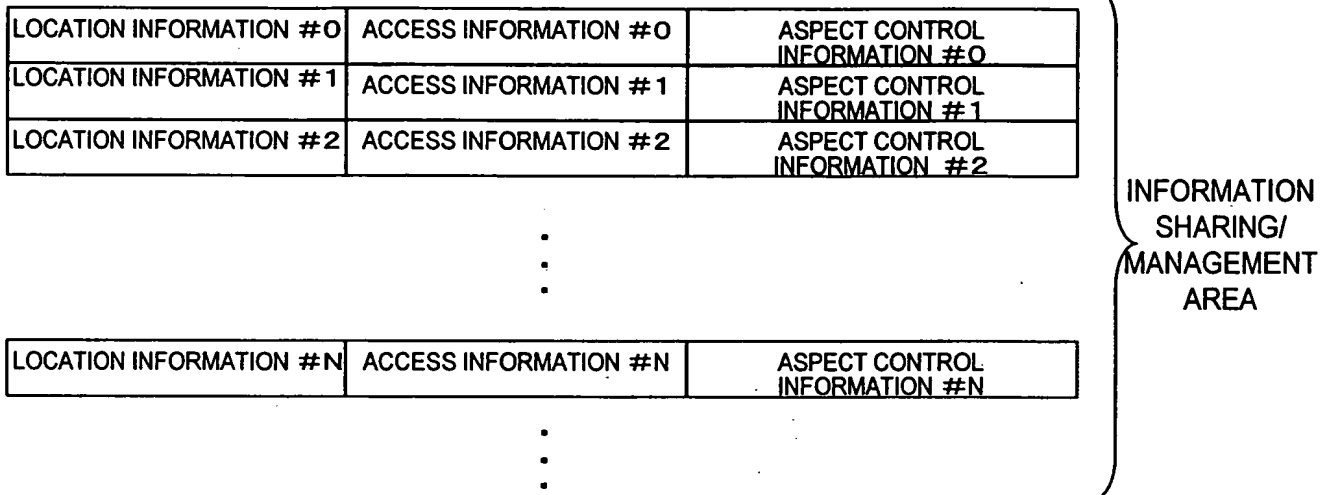 LOCATION INFORMATION #0 ACCESS INFORMATION #0 ASPECT CONTROL
INFORMATION #0
LOCATION INFORMATION #1 ACCESS INFORMATION #1 ASPECT CONTROL
INFORMATION #1
LOCATION INFORMATION #2 ACCESS INFORMATION #2 ASPECT CONTROL
INFORMATION #2
INFORMATION
SHARING/
MANAGEMENT
AREA
LOCATION INFORMATION #N ACCESS INFORMATION #N ASPECT CONTROL
INFORMATION #N